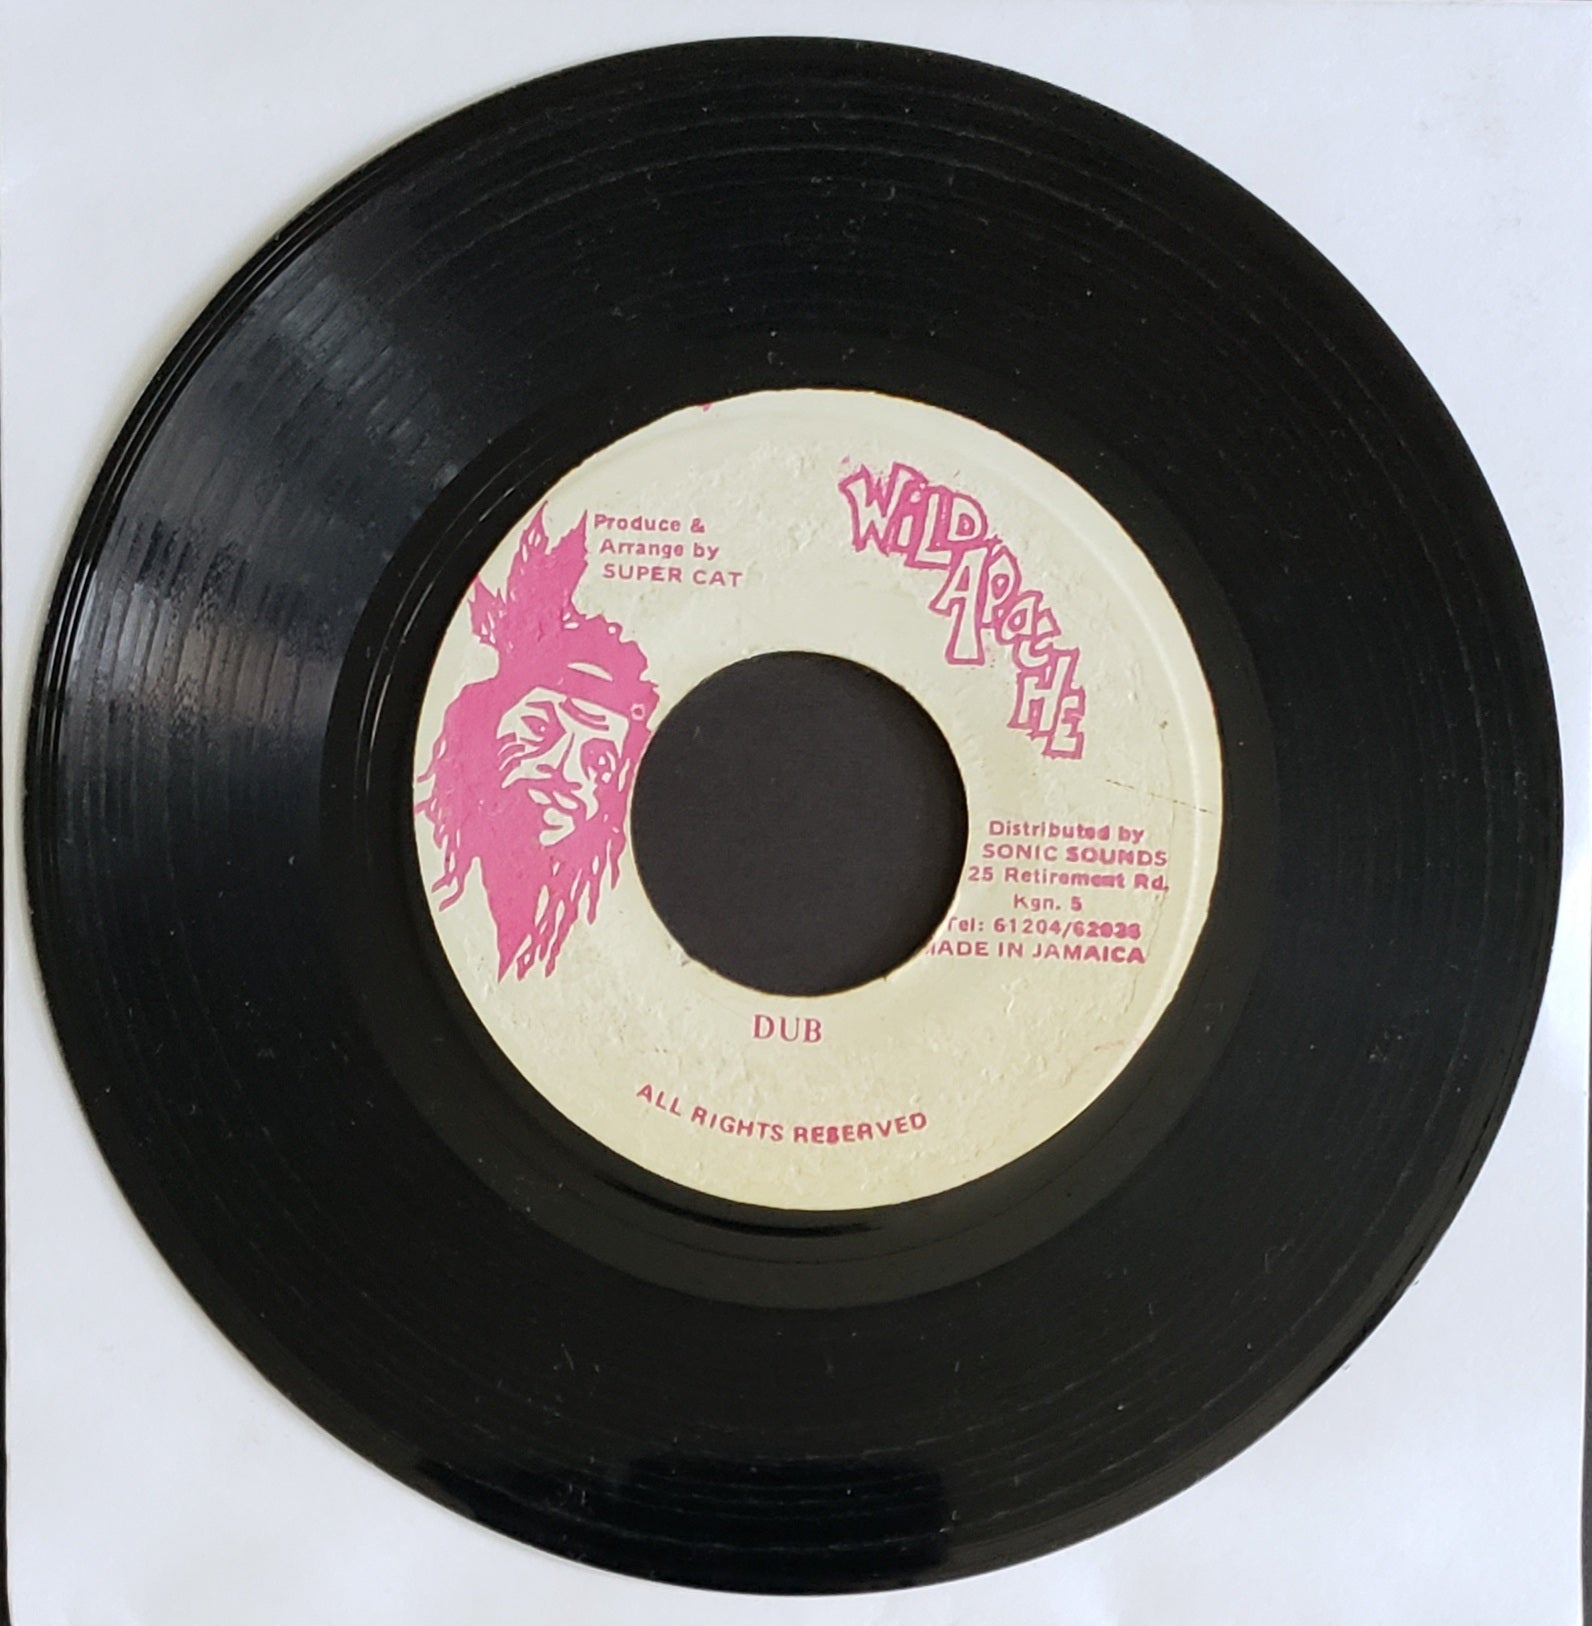 Produce &
Arrange by
SUPER CAT
WILD
APACHE
Distributed by
SONIC SOUNDS
25 Retirement Rd.
Kgn. 5
Tel: 61204/
MADE IN JAMAICA
DUB
ALL RIGHTS RESERVED